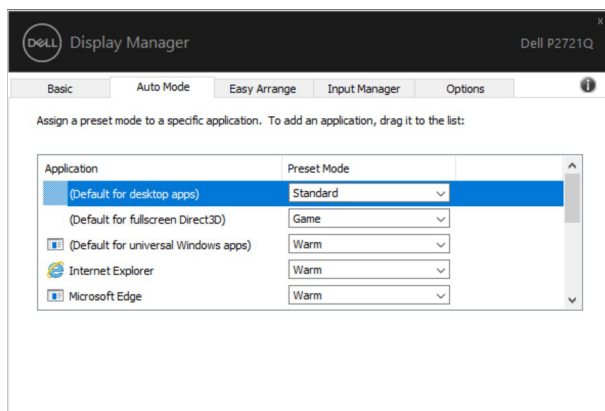 x
DELL Display Manager Dell P2721Q
Basic Auto Mode Easy Arrange Input Manager Options
Assign a preset mode to a specific application. To add an application, drag it to the list:
Application Preset Mode
(Default for desktop apps) Standard
(Default for fullscreen Direct3D) Game
(Default for universal Windows apps) Warm
Internet Explorer Warm
Microsoft Edge Warm